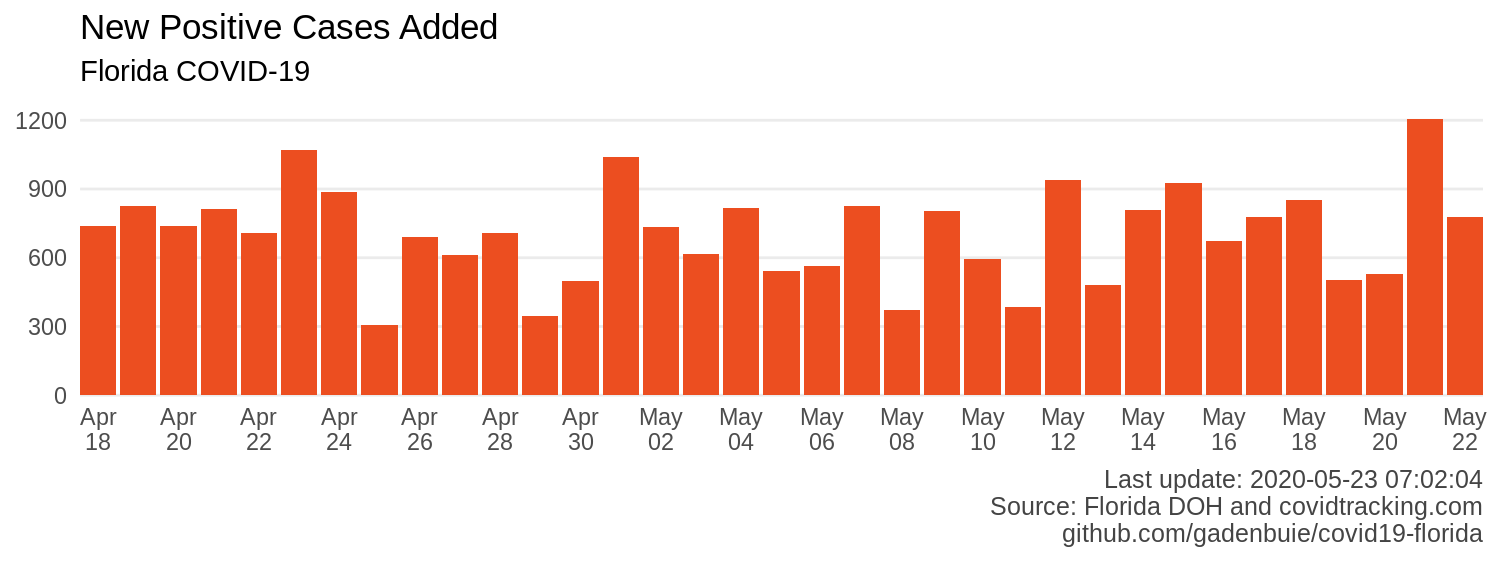 New Positive Cases Added
Florida COVID-19
1200
900
600
300
0
Apr Apr Apr Apr Apr Apr Apr May May May May May May May May May May May
18 20 22 24 26 28 30 02 04 06 08 10 12 14 16 18 20 22
Last update: 2020-05-23 07:02:04
Source: Florida DOH and covidtracking.com
github.com/gadenbuie/covid19-florida